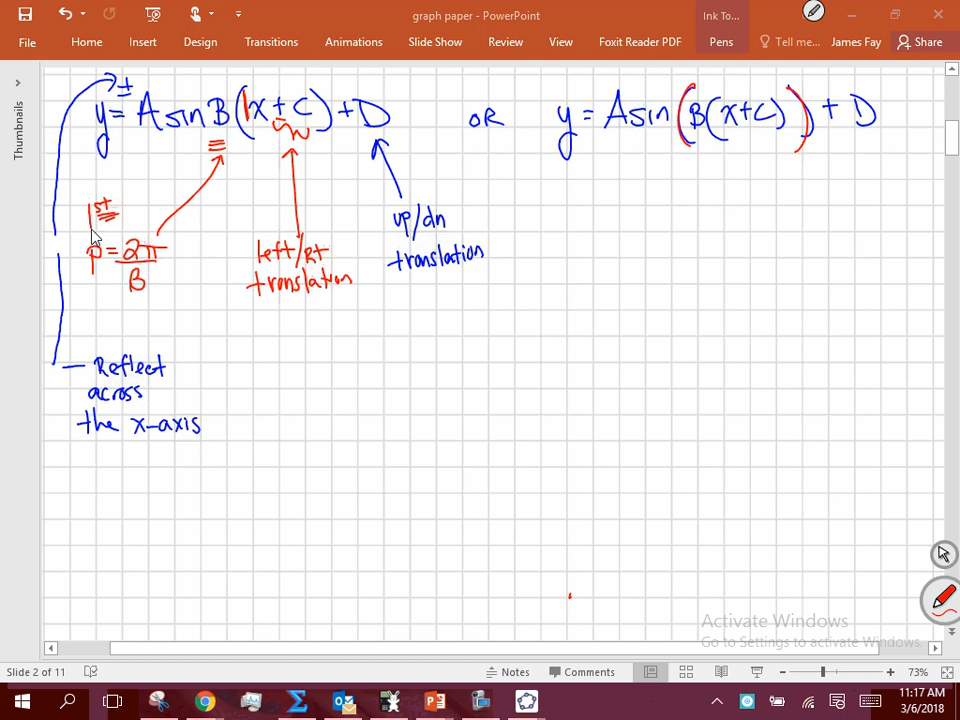 graph paper - PowerPoint
Ink To...
File
Home
Insert
Design
Transitions
Animations
Slide Show
Review
View
Foxit Reader PDF
Pens
Tell me...
James Fay
Share
Thumbnails
±
y = A sin B(1x ± C) + D OR y = A sin (B(x+C)) + D
1st
P = 2π
B
left/Rt
translation
up/dn
translation
— Reflect
across
the x-axis
Activate Windows
Go to Settings to activate Windows.
Slide 2 of 11
Notes
Comments
73%
11:17 AM
3/6/2018